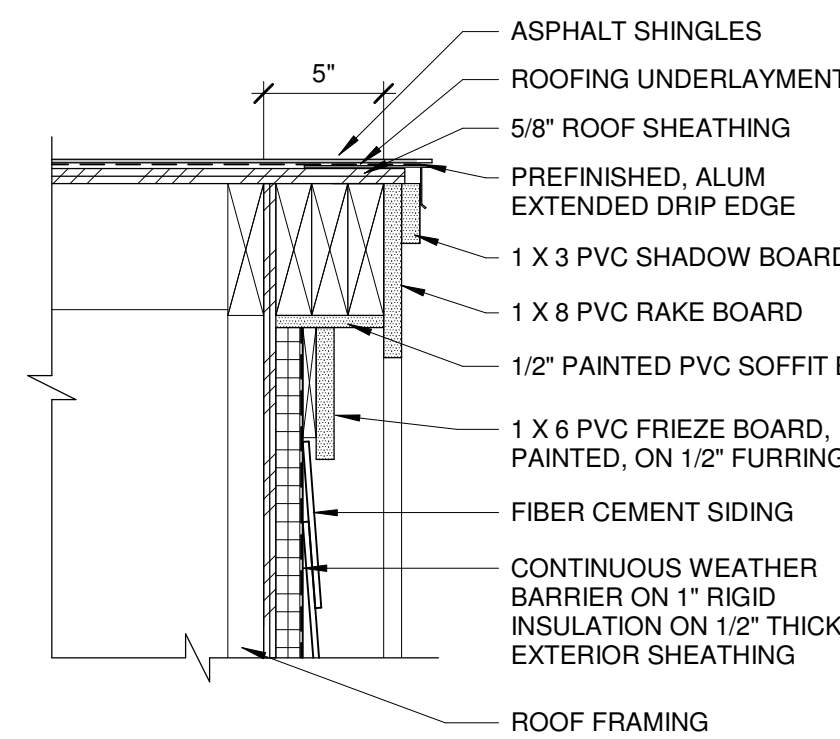 ASPHALT SHINGLES
5"
ROOFING UNDERLAYMENT
5/8" ROOF SHEATHING
PREFINISHED, ALUM
EXTENDED DRIP EDGE
1 X 3 PVC SHADOW BOARD
1 X 8 PVC RAKE BOARD
1/2" PAINTED PVC SOFFIT
1 X 6 PVC FRIEZE BOARD,
PAINTED, ON 1/2" FURRING
FIBER CEMENT SIDING
CONTINUOUS WEATHER
BARRIER ON 1" RIGID
INSULATION ON 1/2" THICK
EXTERIOR SHEATHING
ROOF FRAMING